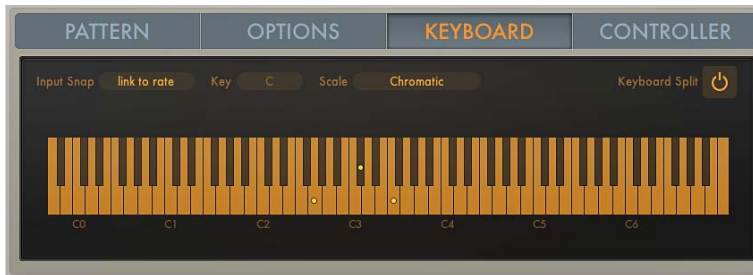 PATTERN OPTIONS KEYBOARD CONTROLLER
Input Snap link to rate Key C Scale Chromatic Keyboard Split
C0 C1 C2 C3 C4 C5 C6